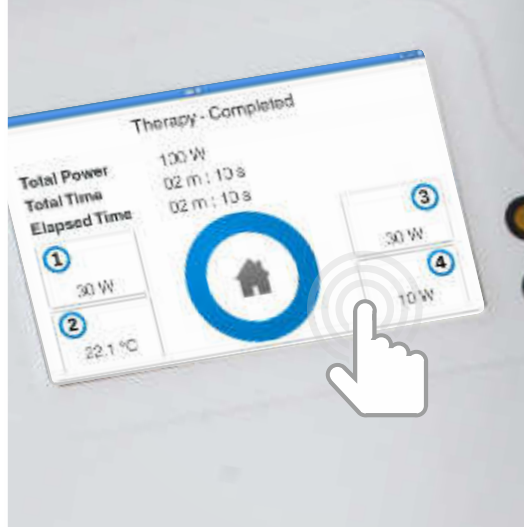 Therapy - Completed
Total Power 100 W
Total Time 02 m : 10 s
Elapsed Time 02 m : 10 s
1
30 W
2
22.1 °C
3
30 W
4
10 W